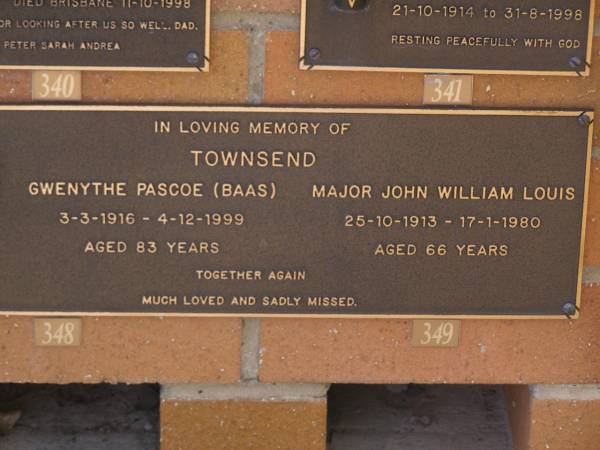 DIED BRISBANE 11-10-1998
OR LOOKING AFTER US SO WELL. DAD.
PETER SARAH ANDREA
21-10-1914 to 31-8-1998
RESTING PEACEFULLY WITH GOD
340
341
IN LOVING MEMORY OF
TOWNSEND
GWENYTHE PASCOE (BAAS)
3-3-1916 - 4-12-1999
AGED 83 YEARS
MAJOR JOHN WILLIAM LOUIS
25-10-1913 - 17-1-1980
AGED 66 YEARS
TOGETHER AGAIN
MUCH LOVED AND SADLY MISSED.
348
349